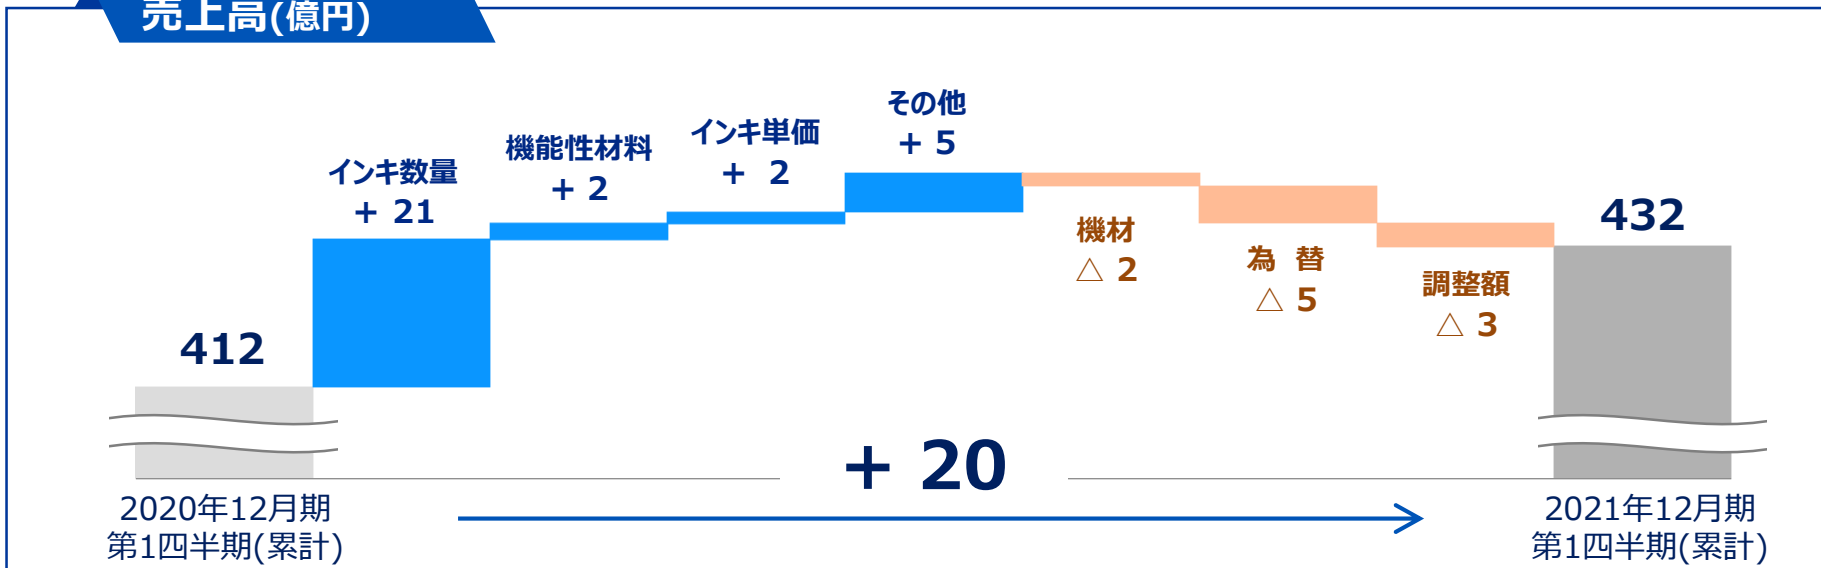 売上高(億円)
インキ数量
+ 21
機能性材料
+ 2
インキ単価
+ 2
その他
+ 5
機材
△ 2
為 替
△ 5
調整額
△ 3
412
432
+ 20
2020年12月期
第1四半期(累計)
2021年12月期
第1四半期(累計)